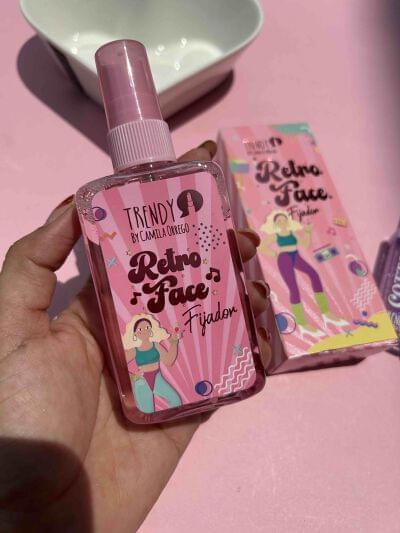 TRENDY
BY CAMILA ORREGO
Retro
Face
Fijador
TRENDY
Retro
Face
Fijador